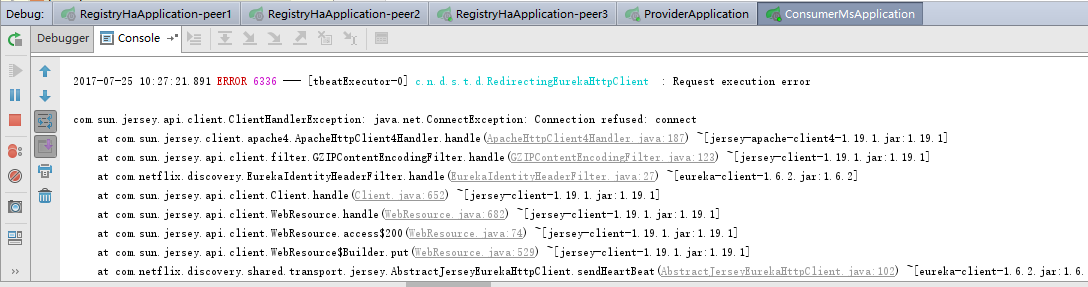 Debug: RegistryHaApplication-peer1 RegistryHaApplication-peer2 RegistryHaApplication-peer3 ProviderApplication ConsumerMsApplication
Debugger Console
2017-07-25 10:27:21.891 ERROR 6336 --- [tbeatExecutor-0] c.n.d.s.t.d.RedirectingEurekaHttpClient : Request execution error
com.sun.jersey.api.client.ClientHandlerException: java.net.ConnectException: Connection refused: connect
at com.sun.jersey.client.apache4.ApacheHttpClient4Handler.handle(ApacheHttpClient4Handler.java:187) ~[jersey-apache-client4-1.19.1.jar:1.19.1]
at com.sun.jersey.api.client.filter.GZIPContentEncodingFilter.handle(GZIPContentEncodingFilter.java:123) ~[jersey-client-1.19.1.jar:1.19.1]
at com.netflix.discovery.EurekaIdentityHeaderFilter.handle(EurekaIdentityHeaderFilter.java:27) ~[eureka-client-1.6.2.jar:1.6.2]
at com.sun.jersey.api.client.Client.handle(Client.java:652) ~[jersey-client-1.19.1.jar:1.19.1]
at com.sun.jersey.api.client.WebResource.handle(WebResource.java:682) ~[jersey-client-1.19.1.jar:1.19.1]
at com.sun.jersey.api.client.WebResource.access$200(WebResource.java:74) ~[jersey-client-1.19.1.jar:1.19.1]
at com.sun.jersey.api.client.WebResource$Builder.put(WebResource.java:529) ~[jersey-client-1.19.1.jar:1.19.1]
at com.netflix.discovery.shared.transport.jersey.AbstractJerseyEurekaHttpClient.sendHeartBeat(AbstractJerseyEurekaHttpClient.java:102) ~[eureka-client-1.6.2.jar:1.6.